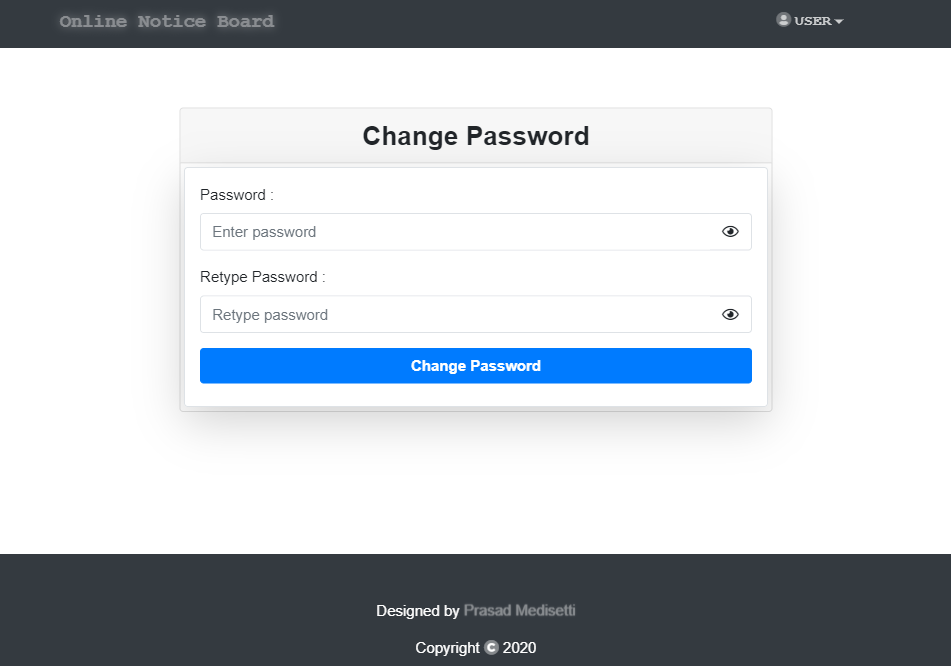 Online Notice Board
USER
Change Password
Password :
Enter password
Retype Password :
Retype password
Change Password
Designed by Prasad Medisetti
Copyright © 2020